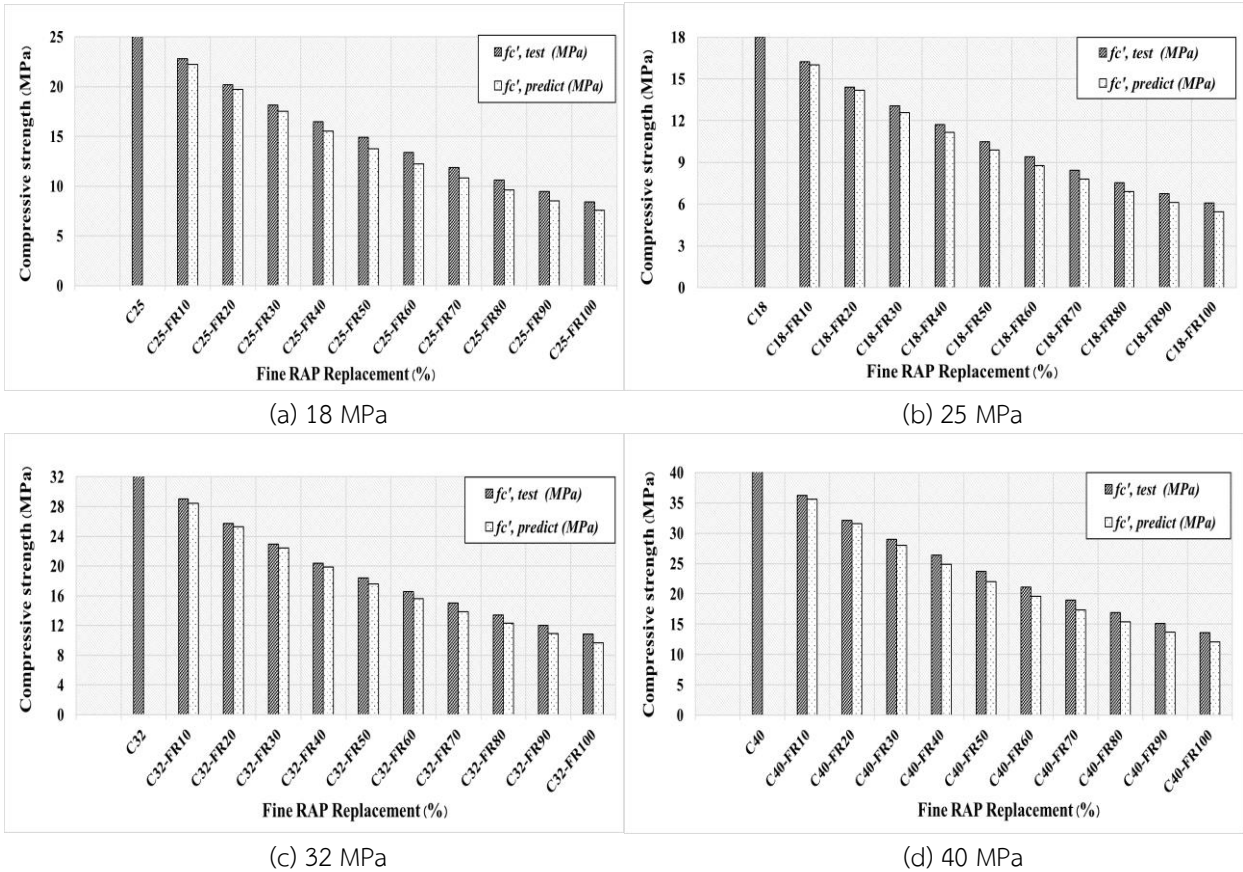 25
20
15
10
5
0
Compressive strength (MPa)
fc', test (MPa)
fc', predict (MPa)
C25
C25-FR10
C25-FR20
C25-FR30
C25-FR40
C25-FR50
C25-FR60
C25-FR70
C25-FR80
C25-FR90
C25-FR100
Fine RAP Replacement (%)
(a) 18 MPa
18
15
12
9
6
3
0
Compressive strength (MPa)
fc', test (MPa)
fc', predict (MPa)
C18
C18-FR10
C18-FR20
C18-FR30
C18-FR40
C18-FR50
C18-FR60
C18-FR70
C18-FR80
C18-FR90
C18-FR100
Fine RAP Replacement (%)
(b) 25 MPa
32
28
24
20
16
12
8
4
0
Compressive strength (MPa)
fc', test (MPa)
fc', predict (MPa)
C32
C32-FR10
C32-FR20
C32-FR30
C32-FR40
C32-FR50
C32-FR60
C32-FR70
C32-FR80
C32-FR90
C32-FR100
Fine RAP Replacement (%)
(c) 32 MPa
40
35
30
25
20
15
10
5
0
Compressive strength (MPa)
fc', test (MPa)
fc', predict (MPa)
C40
C40-FR10
C40-FR20
C40-FR30
C40-FR40
C40-FR50
C40-FR60
C40-FR70
C40-FR80
C40-FR90
C40-FR100
Fine RAP Replacement (%)
(d) 40 MPa